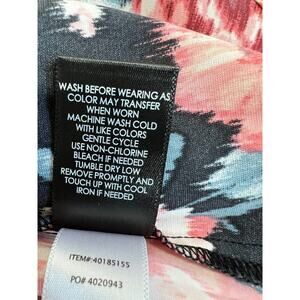 WASH BEFORE WEARING AS
COLOR MAY TRANSFER
WHEN WORN
MACHINE WASH COLD
WITH LIKE COLORS
GENTLE CYCLE
USE NON-CHLORINE
BLEACH IF NEEDED
TUMBLE DRY LOW
REMOVE PROMPTLY AND
TOUCH UP WITH COOL
IRON IF NEEDED
ITEM#:40185155
PO# 4020943